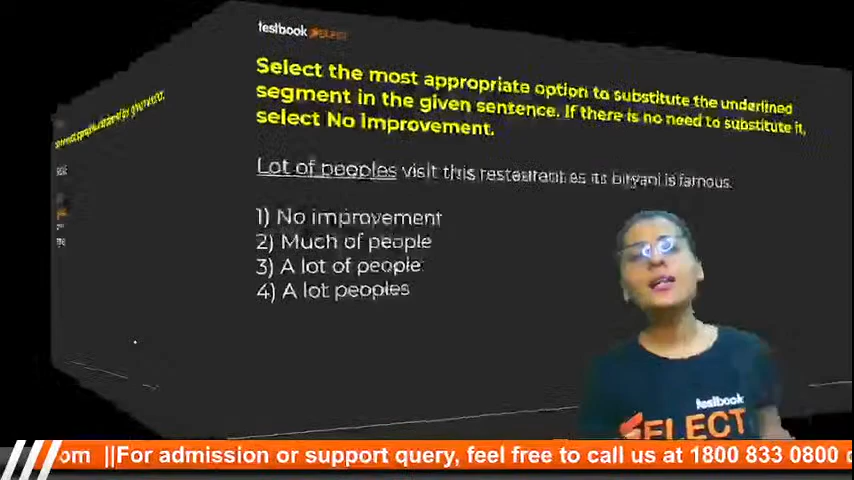 testbook SELECT
Select the most appropriate option to substitute the underlined
segment in the given sentence. If there is no need to substitute it,
select No Improvement.
Lot of peoples visit this restaurant as its biryani is famous.
1) No improvement
2) Much of people
3) A lot of people
4) A lot peoples
testbook
SELECT
om ||For admission or support query, feel free to call us at 1800 833 0800